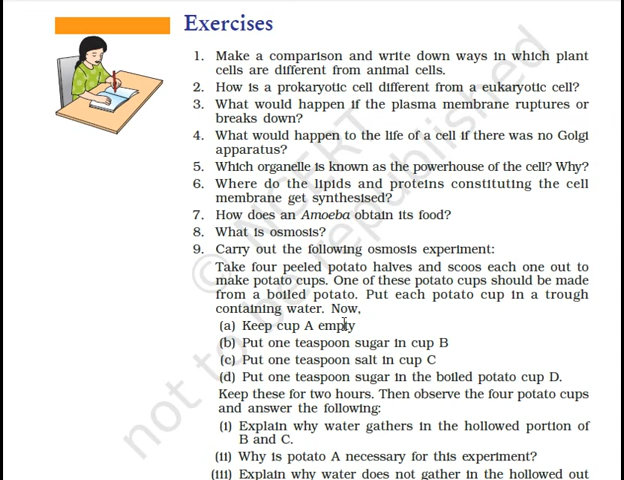 Exercises
1. Make a comparison and write down ways in which plant
cells are different from animal cells.
2. How is a prokaryotic cell different from a eukaryotic cell?
3. What would happen if the plasma membrane ruptures or
breaks down?
4. What would happen to the life of a cell if there was no Golgi
apparatus?
5. Which organelle is known as the powerhouse of the cell? Why?
6. Where do the lipids and proteins constituting the cell
membrane get synthesised?
7. How does an Amoeba obtain its food?
8. What is osmosis?
9. Carry out the following osmosis experiment:
Take four peeled potato halves and scoos each one out to
make potato cups. One of these potato cups should be made
from a boiled potato. Put each potato cup in a trough
containing water. Now,
(a) Keep cup A empty
(b) Put one teaspoon sugar in cup B
(c) Put one teaspoon salt in cup C
(d) Put one teaspoon sugar in the boiled potato cup D.
Keep these for two hours. Then observe the four potato cups
and answer the following:
(i) Explain why water gathers in the hollowed portion of
B and C.
(ii) Why is potato A necessary for this experiment?
(iii) Explain why water does not gather in the hollowed out
© NCERT
not to be republished